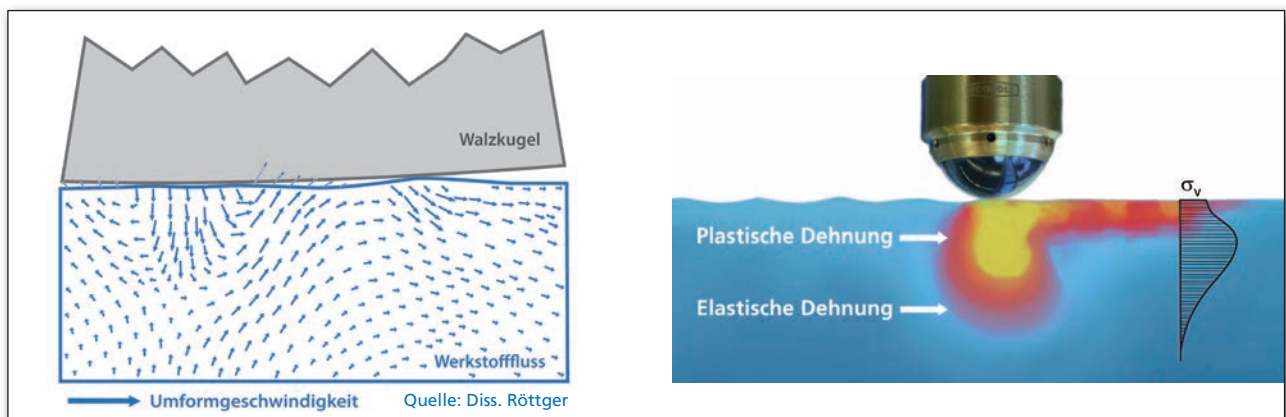 Walzkugel
Werkstofffluss
Umformgeschwindigkeit
Quelle: Diss. Röttger
σv
Plastische Dehnung
Elastische Dehnung